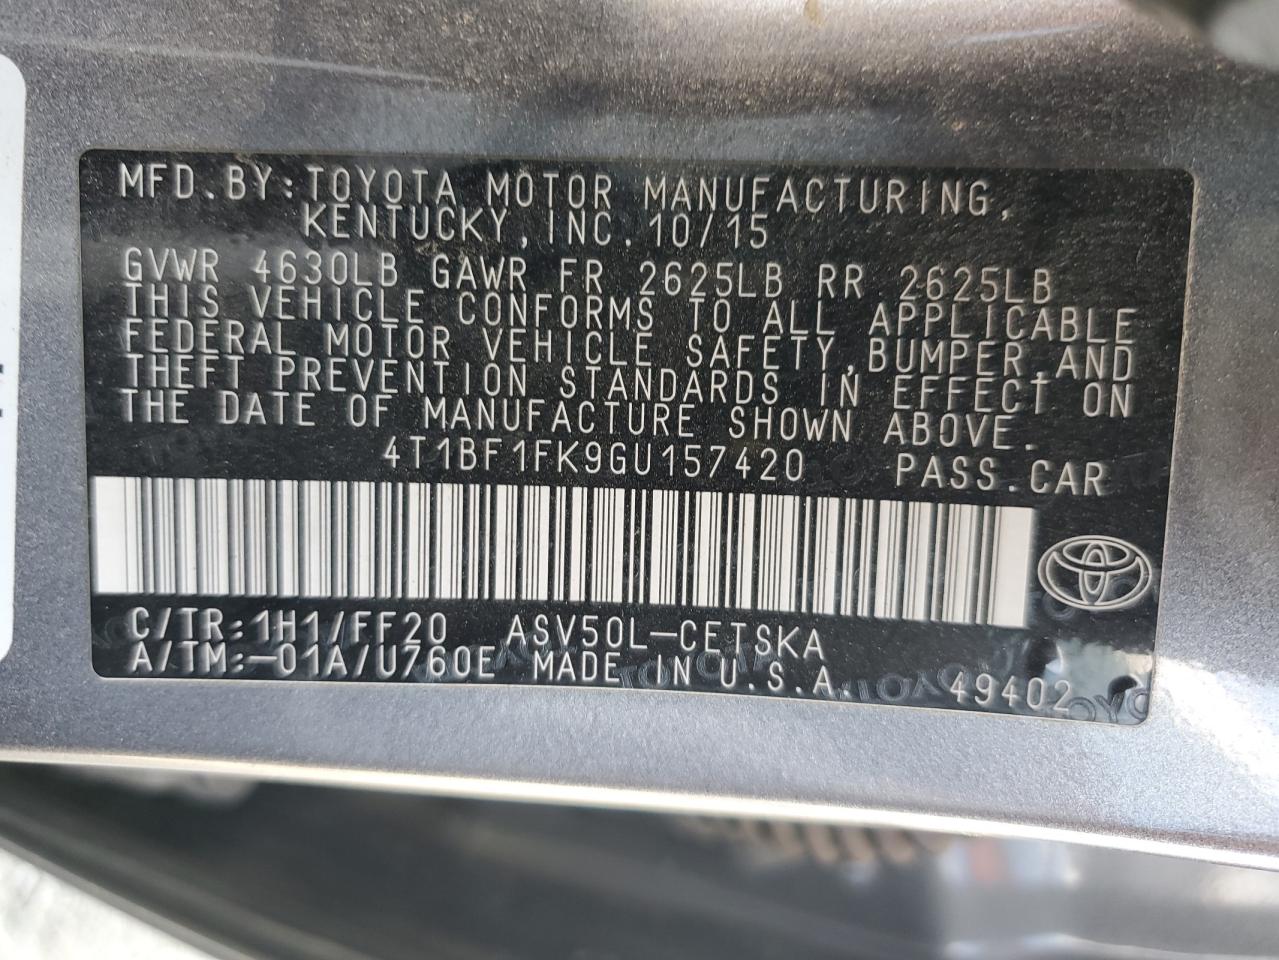 MFD.BY:TOYOTA MOTOR MANUFACTURING,
KENTUCKY,INC.10/15
GVWR 4630LB GAWR FR 2625LB RR 2625LB
THIS VEHICLE CONFORMS TO ALL APPLICABLE
FEDERAL MOTOR VEHICLE SAFETY,BUMPER,AND
THEFT PREVENTION STANDARDS IN EFFECT ON
THE DATE OF MANUFACTURE SHOWN ABOVE.
4T1BF1FK9GU157420 PASS.CAR
C/TR:1H1/FF20 ASV50L-CETSKA
A/TM:-01A/U760E MADE IN U.S.A. 49402